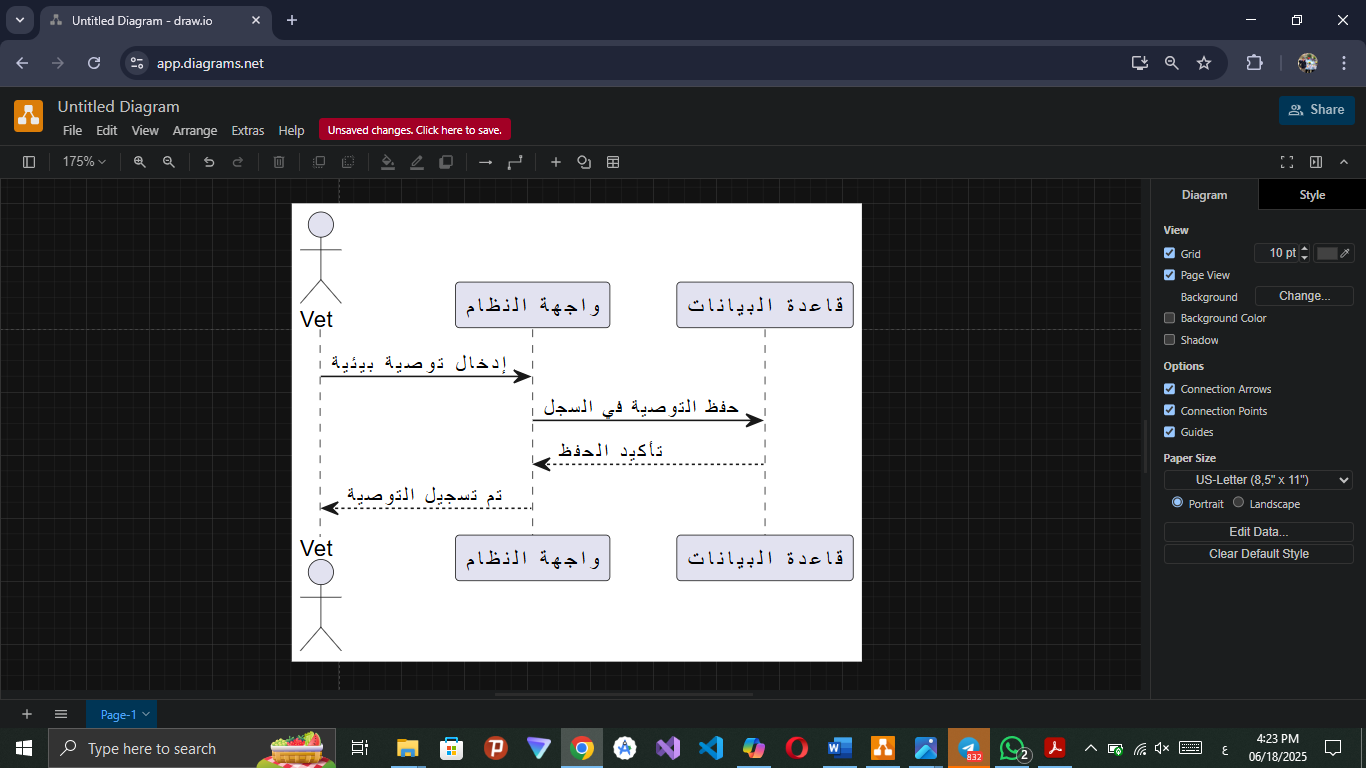 Untitled Diagram - draw.io
app.diagrams.net
Untitled Diagram
File Edit View Arrange Extras Help
Unsaved changes. Click here to save.
Share
175%
Diagram
Style
View
Grid
10 pt
Page View
Background
Change...
Background Color
Shadow
Options
Connection Arrows
Connection Points
Guides
Paper Size
US-Letter (8,5" x 11")
Portrait
Landscape
Edit Data...
Clear Default Style
Vet
واجهة النظام
قاعدة البيانات
إدخال توصية بيئية
حفظ التوصية في السجل
تأكيد الحفظ
تم تسجيل التوصية
Vet
واجهة النظام
قاعدة البيانات
Page-1
Type here to search
832
2
ع
4:23 PM
06/18/2025